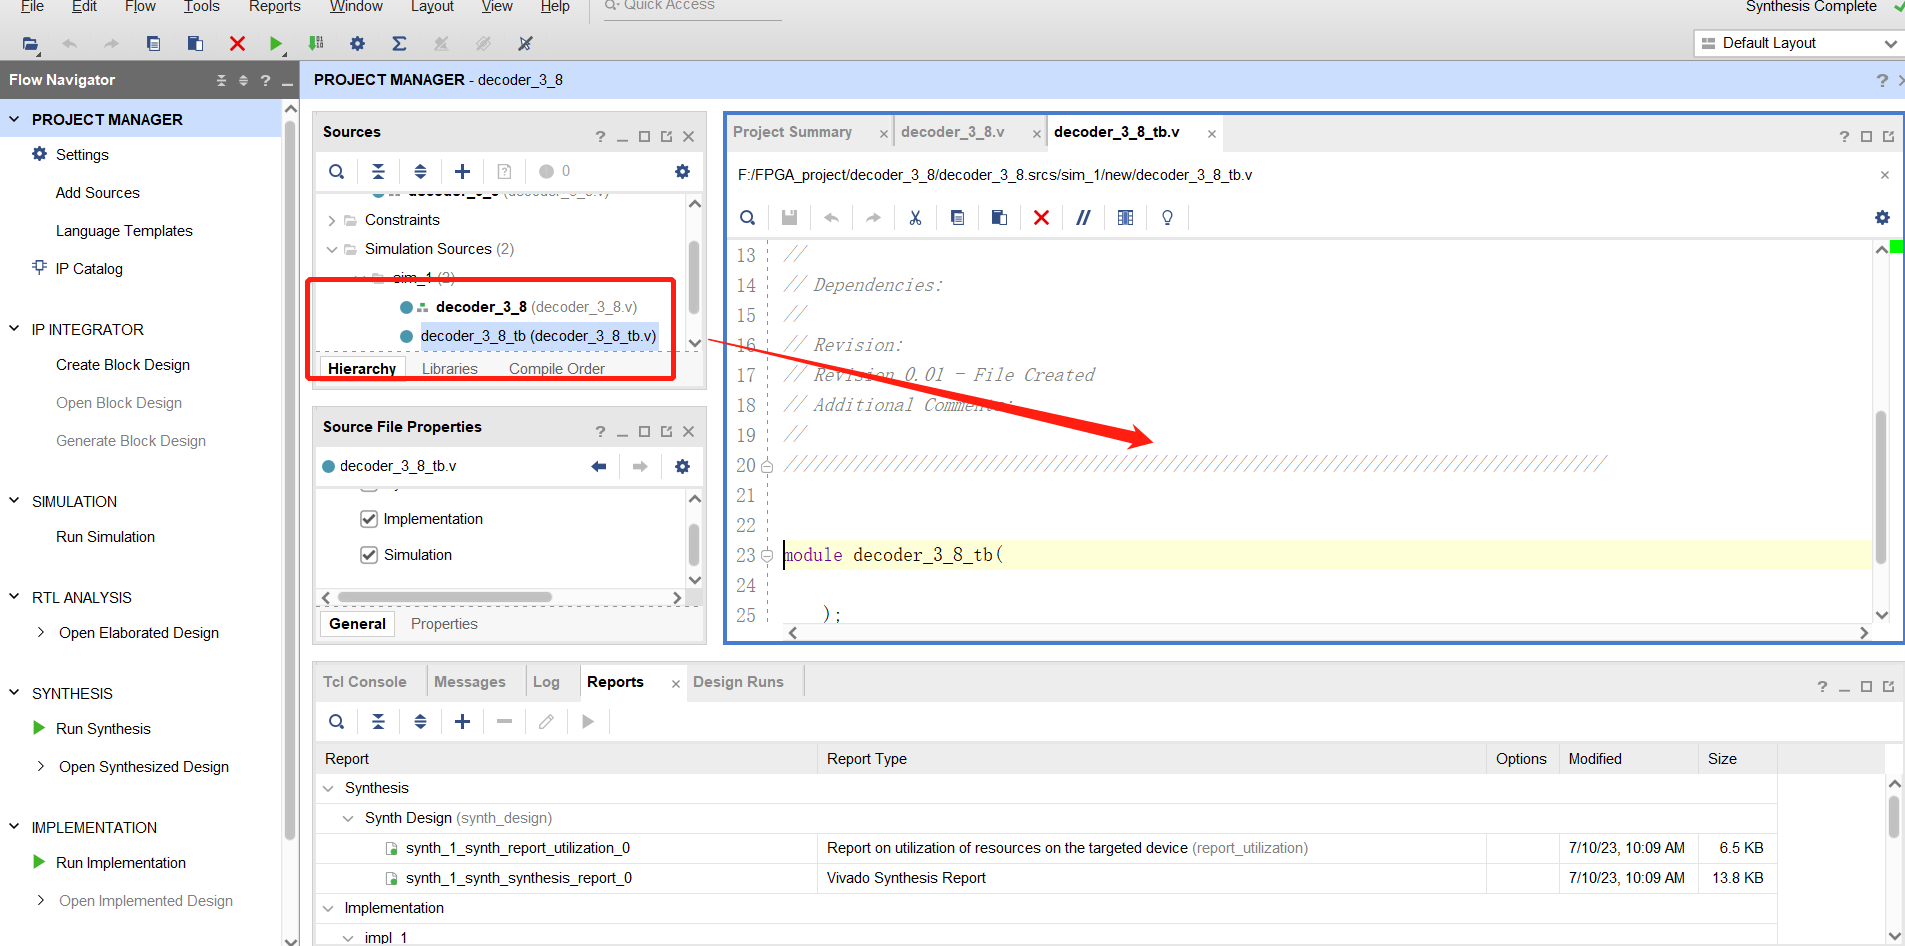 File Edit Flow Tools Reports Window Layout View Help Quick Access Synthesis Complete
Default Layout
Flow Navigator
PROJECT MANAGER
Settings
Add Sources
Language Templates
IP Catalog
IP INTEGRATOR
Create Block Design
Open Block Design
Generate Block Design
SIMULATION
Run Simulation
RTL ANALYSIS
Open Elaborated Design
SYNTHESIS
Run Synthesis
Open Synthesized Design
IMPLEMENTATION
Run Implementation
Open Implemented Design
PROJECT MANAGER - decoder_3_8
Sources
0
decoder_3_8 (decoder_3_8.v)
Constraints
Simulation Sources (2)
sim_1 (2)
decoder_3_8 (decoder_3_8.v)
decoder_3_8_tb (decoder_3_8_tb.v)
Hierarchy Libraries Compile Order
Source File Properties
decoder_3_8_tb.v
Implementation
Simulation
General Properties
Project Summary decoder_3_8.v decoder_3_8_tb.v
F:/FPGA_project/decoder_3_8/decoder_3_8.srcs/sim_1/new/decoder_3_8_tb.v
13 //
14 // Dependencies:
15 //
16 // Revision:
17 // Revision 0.01 - File Created
18 // Additional Comments:
19 //
20 //////////////////////////////////////////////////////////////////////////////////
21
22
23 module decoder_3_8_tb(
24
25 );
Tcl Console Messages Log Reports Design Runs
Report Report Type Options Modified Size
Synthesis
Synth Design (synth_design)
synth_1_synth_report_utilization_0 Report on utilization of resources on the targeted device (report_utilization) 7/10/23, 10:09 AM 6.5 KB
synth_1_synth_synthesis_report_0 Vivado Synthesis Report 7/10/23, 10:09 AM 13.8 KB
Implementation
impl_1